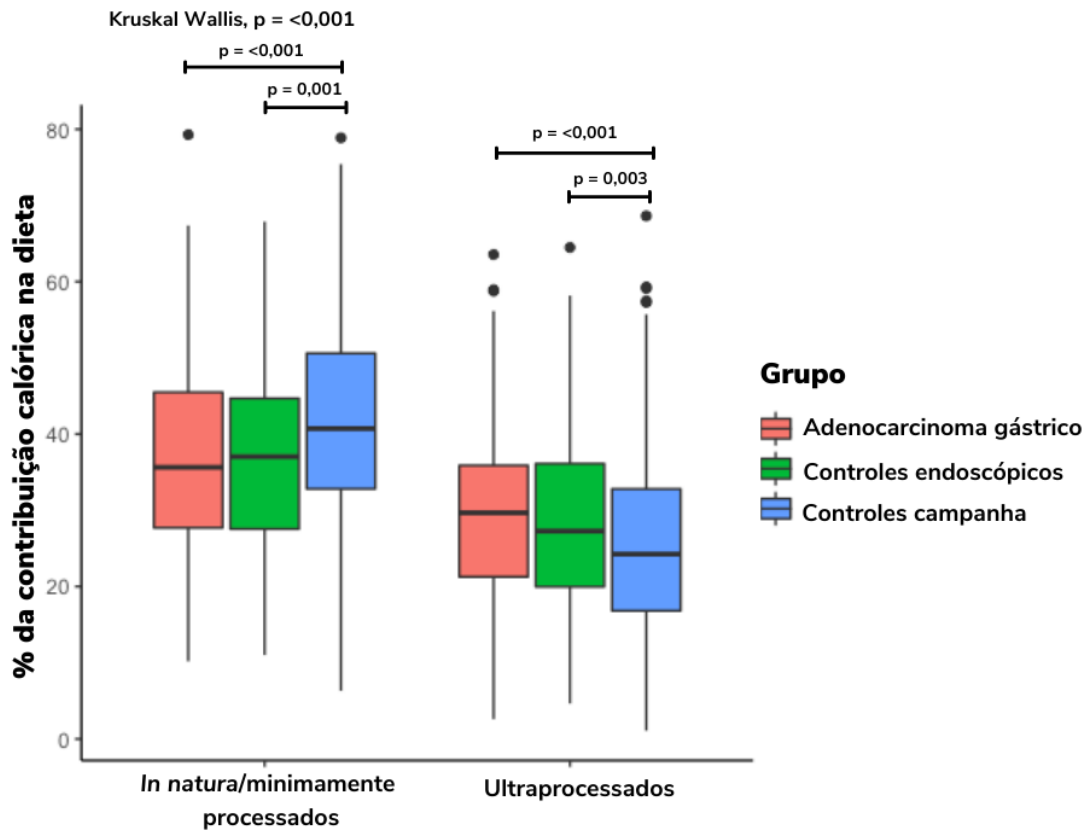 Kruskal Wallis, p = <0,001
p = <0,001
p = 0,001
p = <0,001
p = 0,003
% da contribuição calórica na dieta
80
60
40
20
0
In natura/minimamente
processados
Ultraprocessados
Grupo
Adenocarcinoma gástrico
Controles endoscópicos
Controles campanha